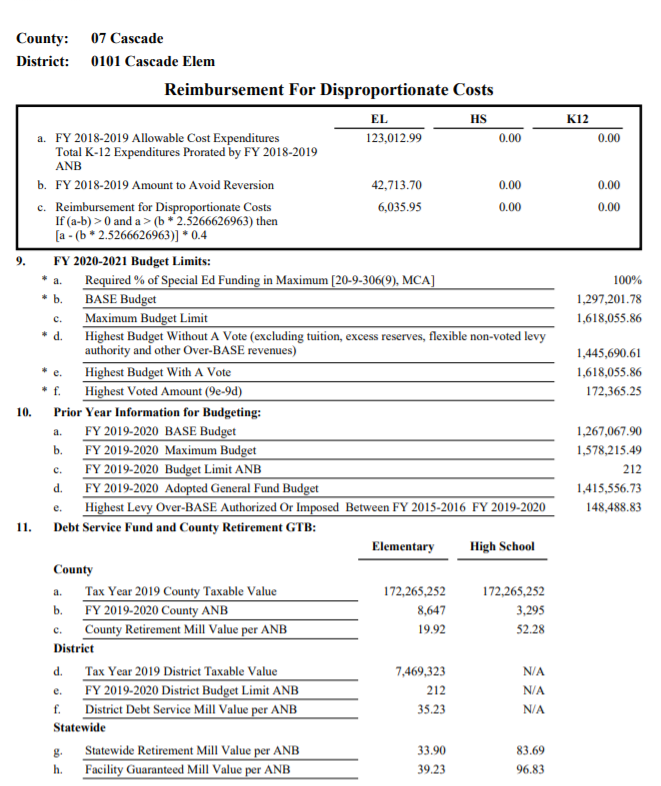 County: 07 Cascade
District: 0101 Cascade Elem
Reimbursement For Disproportionate Costs
EL HS K12
a. FY 2018-2019 Allowable Cost Expenditures 123,012.99 0.00 0.00
Total K-12 Expenditures Prorated by FY 2018-2019
ANB
b. FY 2018-2019 Amount to Avoid Reversion 42,713.70 0.00 0.00
c. Reimbursement for Disproportionate Costs 6,035.95 0.00 0.00
If (a-b) > 0 and a > (b * 2.5266626963) then
[a - (b * 2.5266626963)] * 0.4
9. FY 2020-2021 Budget Limits:
* a. Required % of Special Ed Funding in Maximum [20-9-306(9), MCA] 100%
* b. BASE Budget 1,297,201.78
c. Maximum Budget Limit 1,618,055.86
* d. Highest Budget Without A Vote (excluding tuition, excess reserves, flexible non-voted levy
authority and other Over-BASE revenues) 1,445,690.61
* e. Highest Budget With A Vote 1,618,055.86
* f. Highest Voted Amount (9e-9d) 172,365.25
10. Prior Year Information for Budgeting:
a. FY 2019-2020 BASE Budget 1,267,067.90
b. FY 2019-2020 Maximum Budget 1,578,215.49
c. FY 2019-2020 Budget Limit ANB 212
d. FY 2019-2020 Adopted General Fund Budget 1,415,556.73
e. Highest Levy Over-BASE Authorized Or Imposed Between FY 2015-2016 FY 2019-2020 148,488.83
11. Debt Service Fund and County Retirement GTB:
Elementary High School
County
a. Tax Year 2019 County Taxable Value 172,265,252 172,265,252
b. FY 2019-2020 County ANB 8,647 3,295
c. County Retirement Mill Value per ANB 19.92 52.28
District
d. Tax Year 2019 District Taxable Value 7,469,323 N/A
e. FY 2019-2020 District Budget Limit ANB 212 N/A
f. District Debt Service Mill Value per ANB 35.23 N/A
Statewide
g. Statewide Retirement Mill Value per ANB 33.90 83.69
h. Facility Guaranteed Mill Value per ANB 39.23 96.83